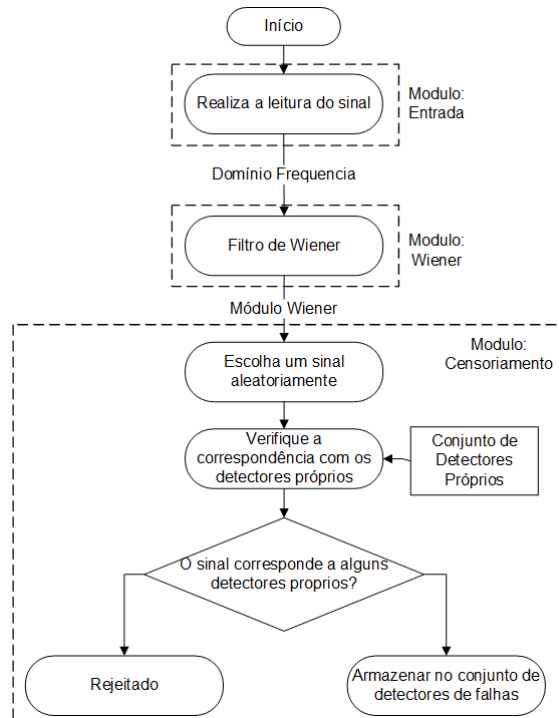 Início
Realiza a leitura do sinal
Modulo:
Entrada
Domínio Frequencia
Filtro de Wiener
Modulo:
Wiener
Módulo Wiener
Modulo:
Censoriamento
Escolha um sinal
aleatoriamente
Verifique a
correspondência com os
detectores próprios
Conjunto de
Detectores
Próprios
O sinal corresponde a alguns
detectores proprios?
Rejeitado
Armazenar no conjunto de
detectores de falhas